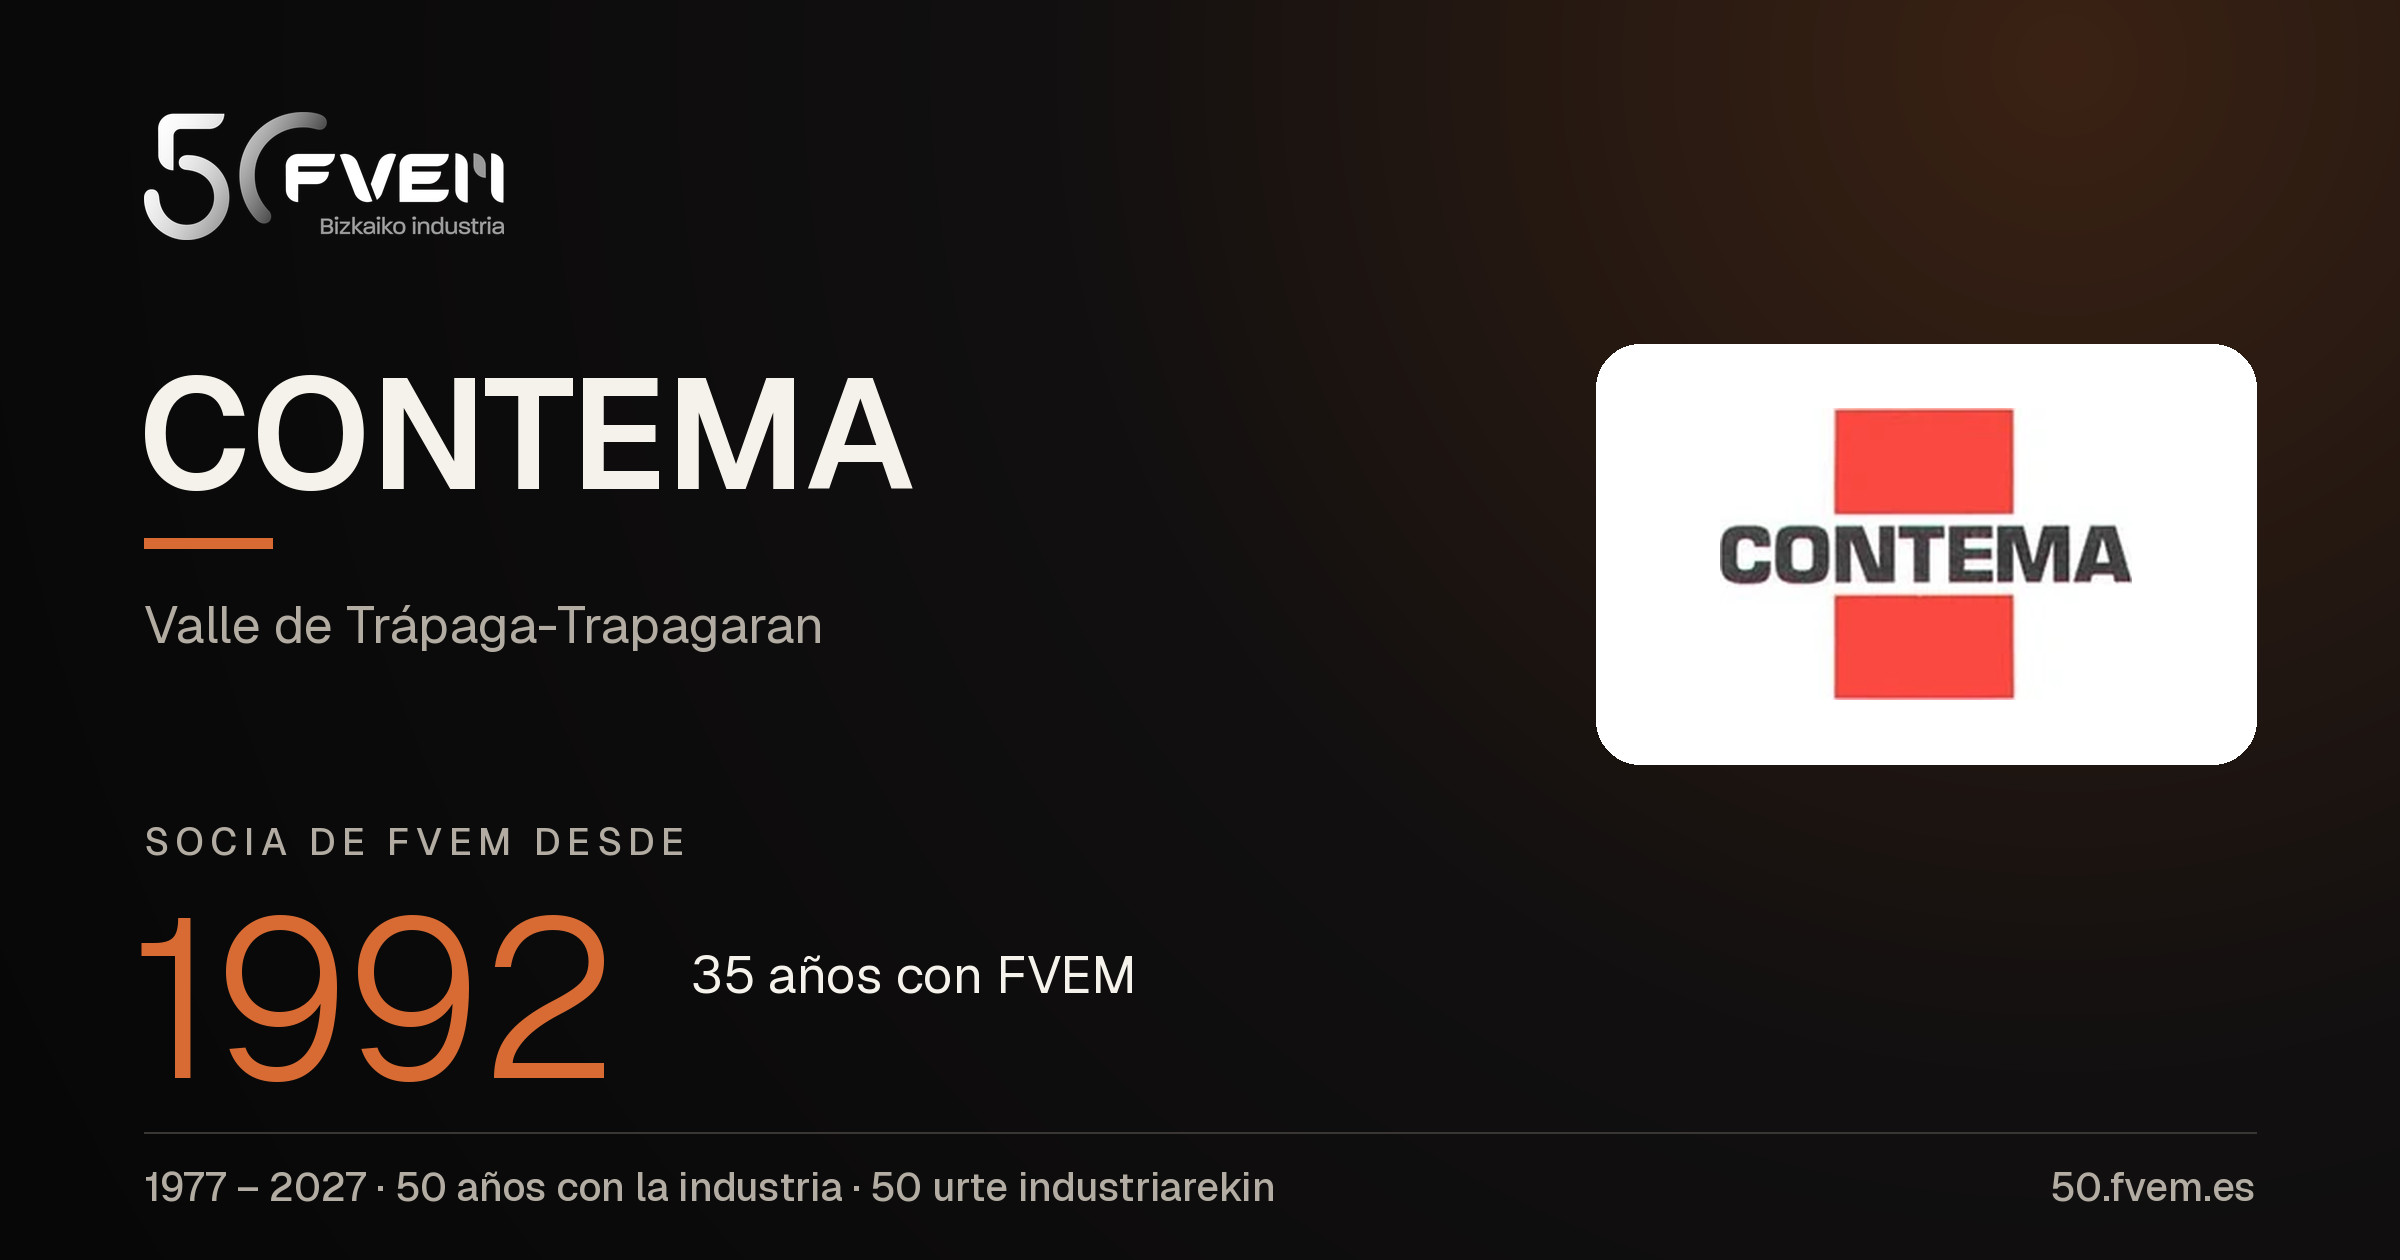 50 FVEM
Bizkaiko industria
CONTEMA
Valle de Trápaga-Trapagaran
CONTEMA
SOCIA DE FVEM DESDE
1992
35 años con FVEM
1977 – 2027 · 50 años con la industria · 50 urte industriarekin
50.fvem.es